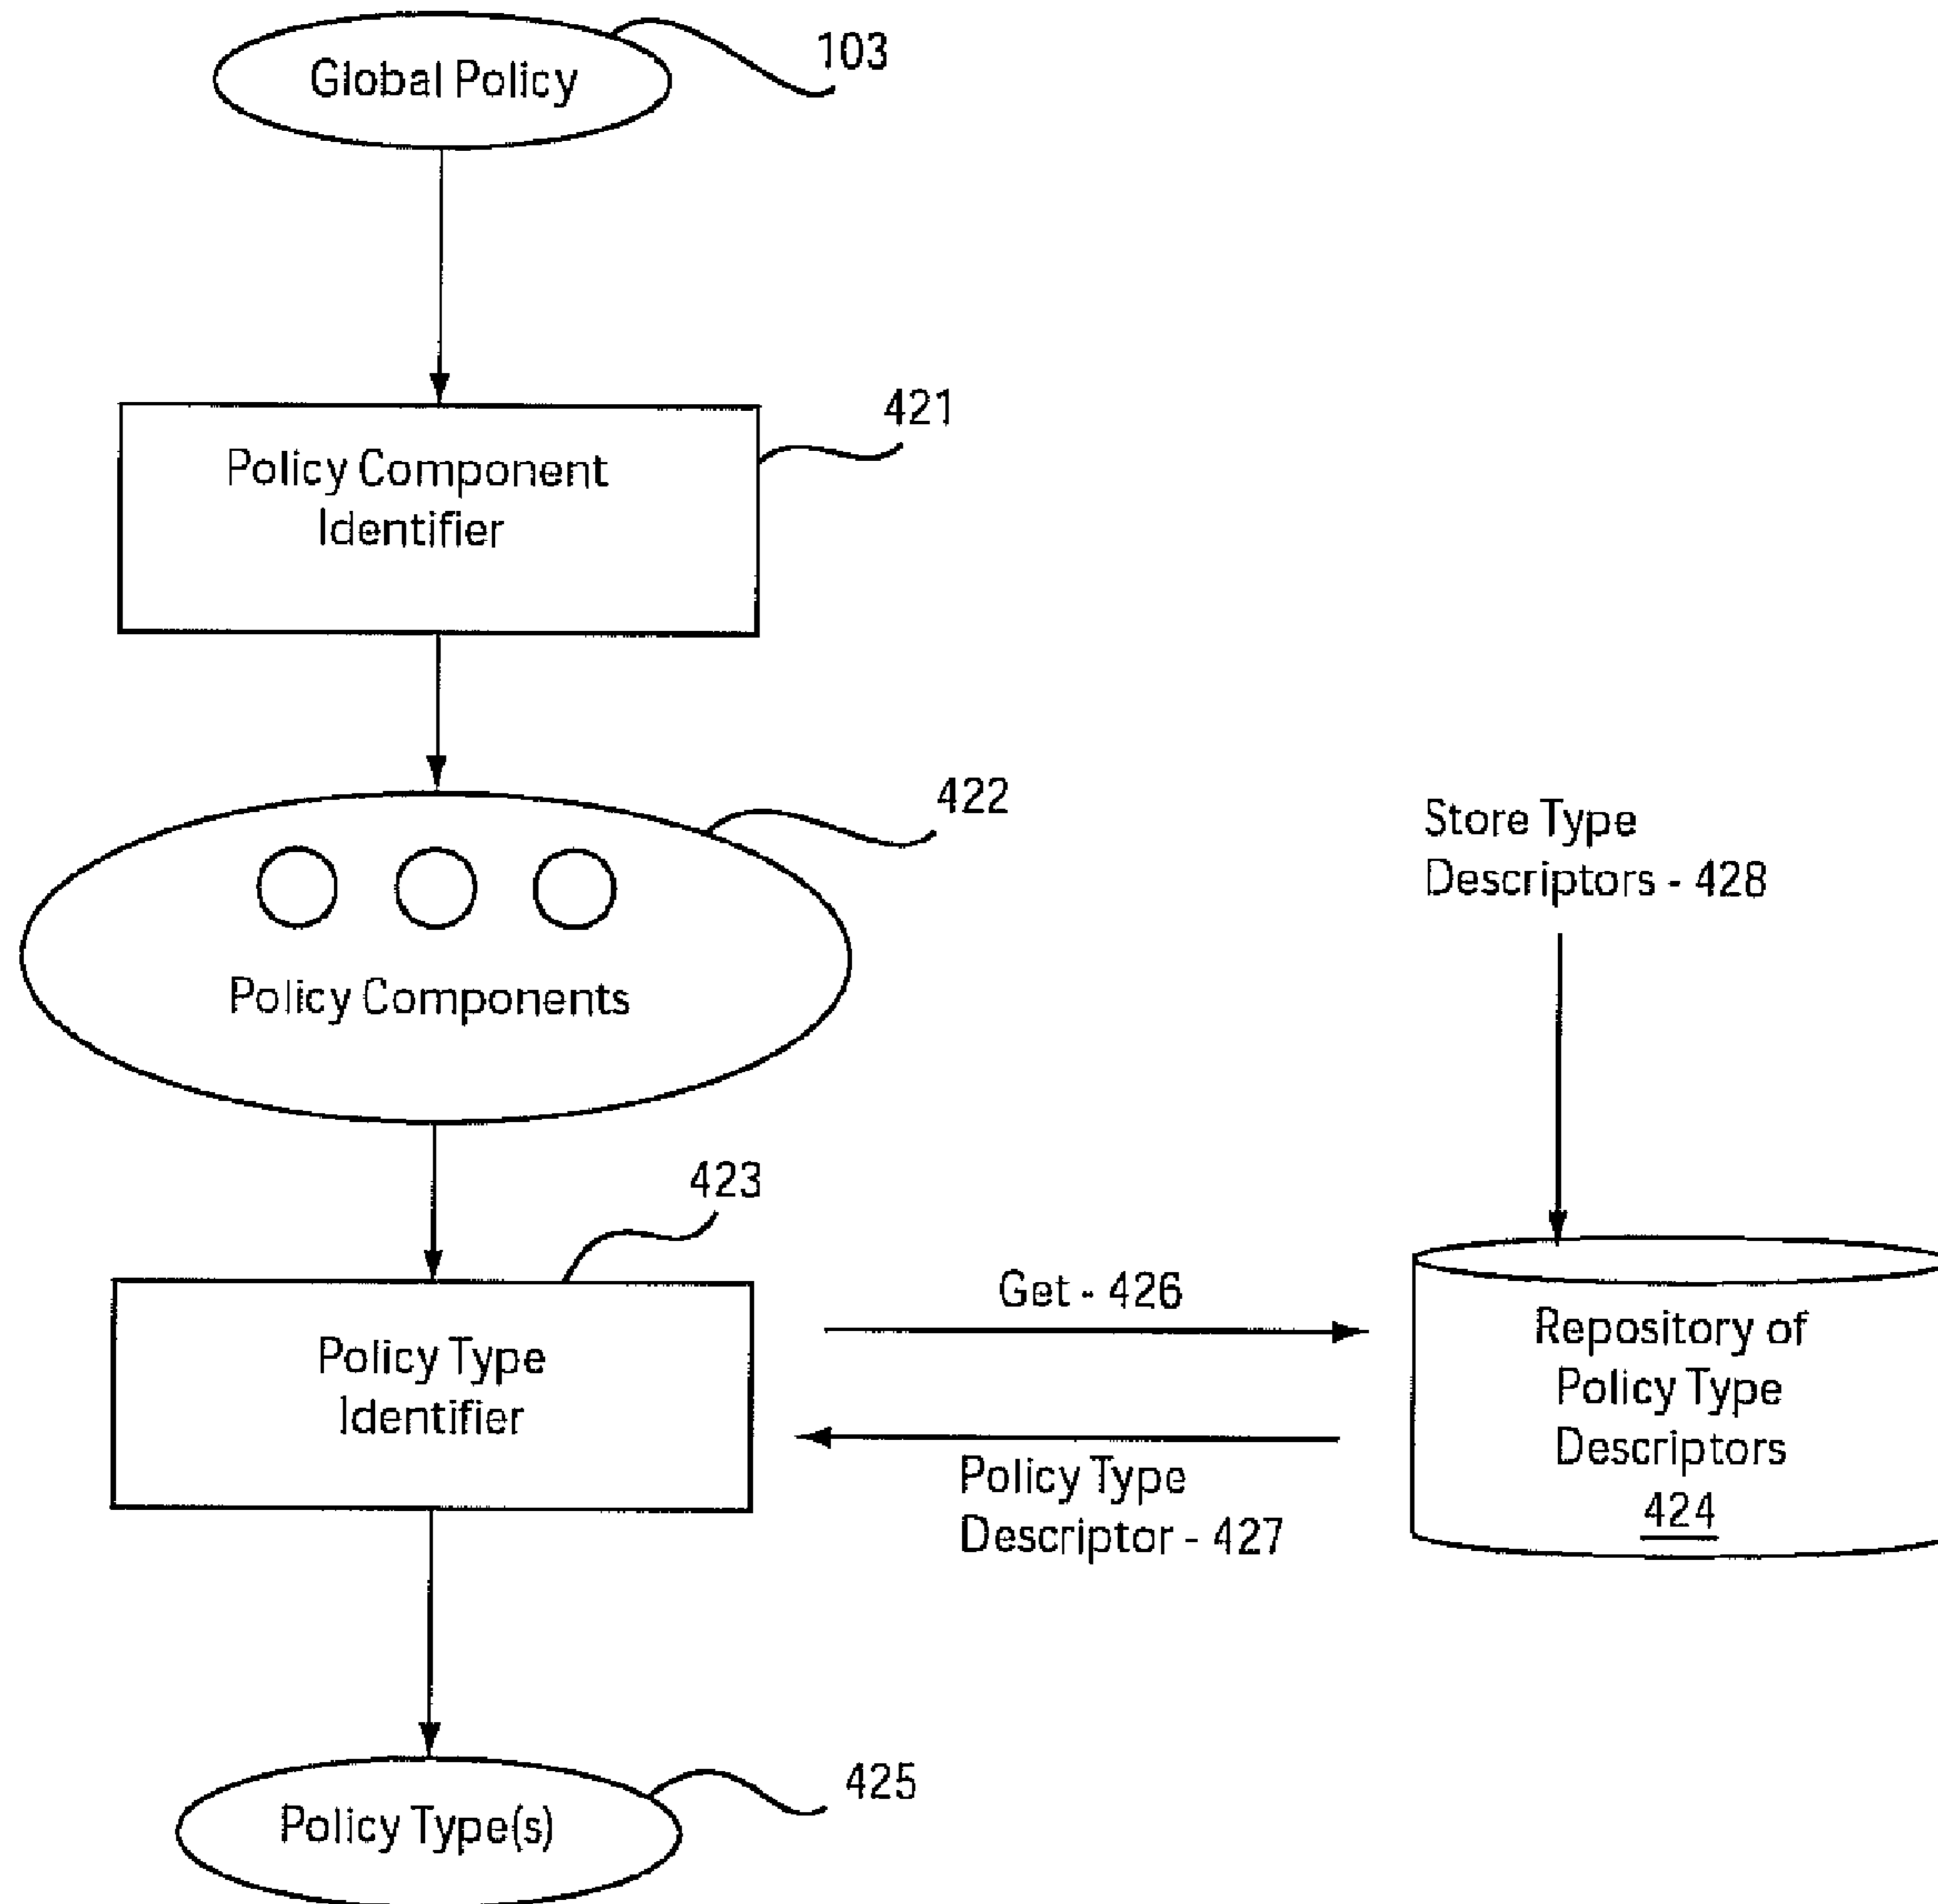 Global Policy
103
Policy Component
Identifier
421
422
Policy Components
Store Type
Descriptors - 428
423
Policy Type
Identifier
Get - 426
Policy Type
Descriptor - 427
Repository of
Policy Type
Descriptors
424
Policy Type(s)
425